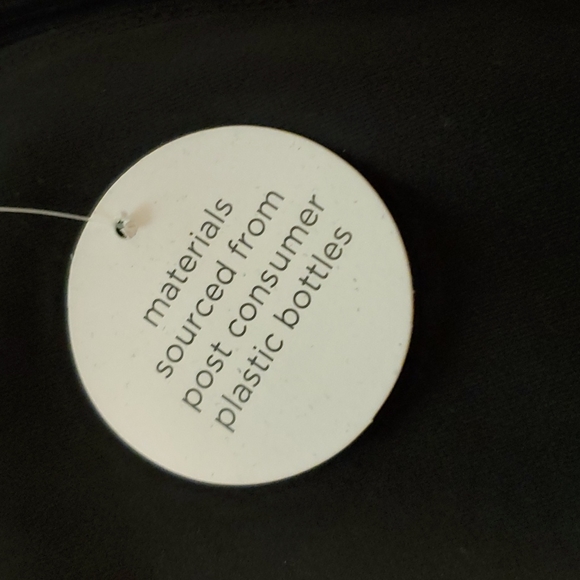 materials
sourced from
post consumer
plastic bottles